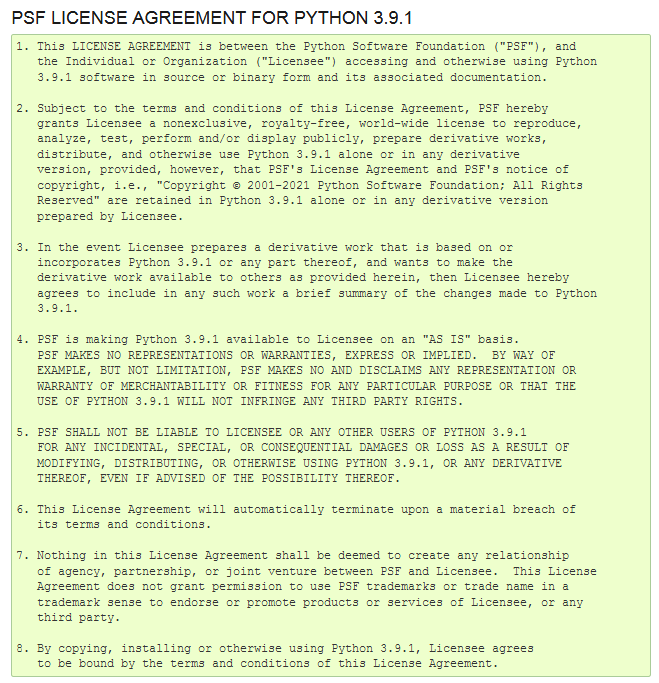 PSF LICENSE AGREEMENT FOR PYTHON 3.9.1
1. This LICENSE AGREEMENT is between the Python Software Foundation ("PSF"), and
the Individual or Organization ("Licensee") accessing and otherwise using Python
3.9.1 software in source or binary form and its associated documentation.
2. Subject to the terms and conditions of this License Agreement, PSF hereby
grants Licensee a nonexclusive, royalty-free, world-wide license to reproduce,
analyze, test, perform and/or display publicly, prepare derivative works,
distribute, and otherwise use Python 3.9.1 alone or in any derivative
version, provided, however, that PSF's License Agreement and PSF's notice of
copyright, i.e., "Copyright © 2001-2021 Python Software Foundation; All Rights
Reserved" are retained in Python 3.9.1 alone or in any derivative version
prepared by Licensee.
3. In the event Licensee prepares a derivative work that is based on or
incorporates Python 3.9.1 or any part thereof, and wants to make the
derivative work available to others as provided herein, then Licensee hereby
agrees to include in any such work a brief summary of the changes made to Python
3.9.1.
4. PSF is making Python 3.9.1 available to Licensee on an "AS IS" basis.
PSF MAKES NO REPRESENTATIONS OR WARRANTIES, EXPRESS OR IMPLIED. BY WAY OF
EXAMPLE, BUT NOT LIMITATION, PSF MAKES NO AND DISCLAIMS ANY REPRESENTATION OR
WARRANTY OF MERCHANTABILITY OR FITNESS FOR ANY PARTICULAR PURPOSE OR THAT THE
USE OF PYTHON 3.9.1 WILL NOT INFRINGE ANY THIRD PARTY RIGHTS.
5. PSF SHALL NOT BE LIABLE TO LICENSEE OR ANY OTHER USERS OF PYTHON 3.9.1
FOR ANY INCIDENTAL, SPECIAL, OR CONSEQUENTIAL DAMAGES OR LOSS AS A RESULT OF
MODIFYING, DISTRIBUTING, OR OTHERWISE USING PYTHON 3.9.1, OR ANY DERIVATIVE
THEREOF, EVEN IF ADVISED OF THE POSSIBILITY THEREOF.
6. This License Agreement will automatically terminate upon a material breach of
its terms and conditions.
7. Nothing in this License Agreement shall be deemed to create any relationship
of agency, partnership, or joint venture between PSF and Licensee. This License
Agreement does not grant permission to use PSF trademarks or trade name in a
trademark sense to endorse or promote products or services of Licensee, or any
third party.
8. By copying, installing or otherwise using Python 3.9.1, Licensee agrees
to be bound by the terms and conditions of this License Agreement.